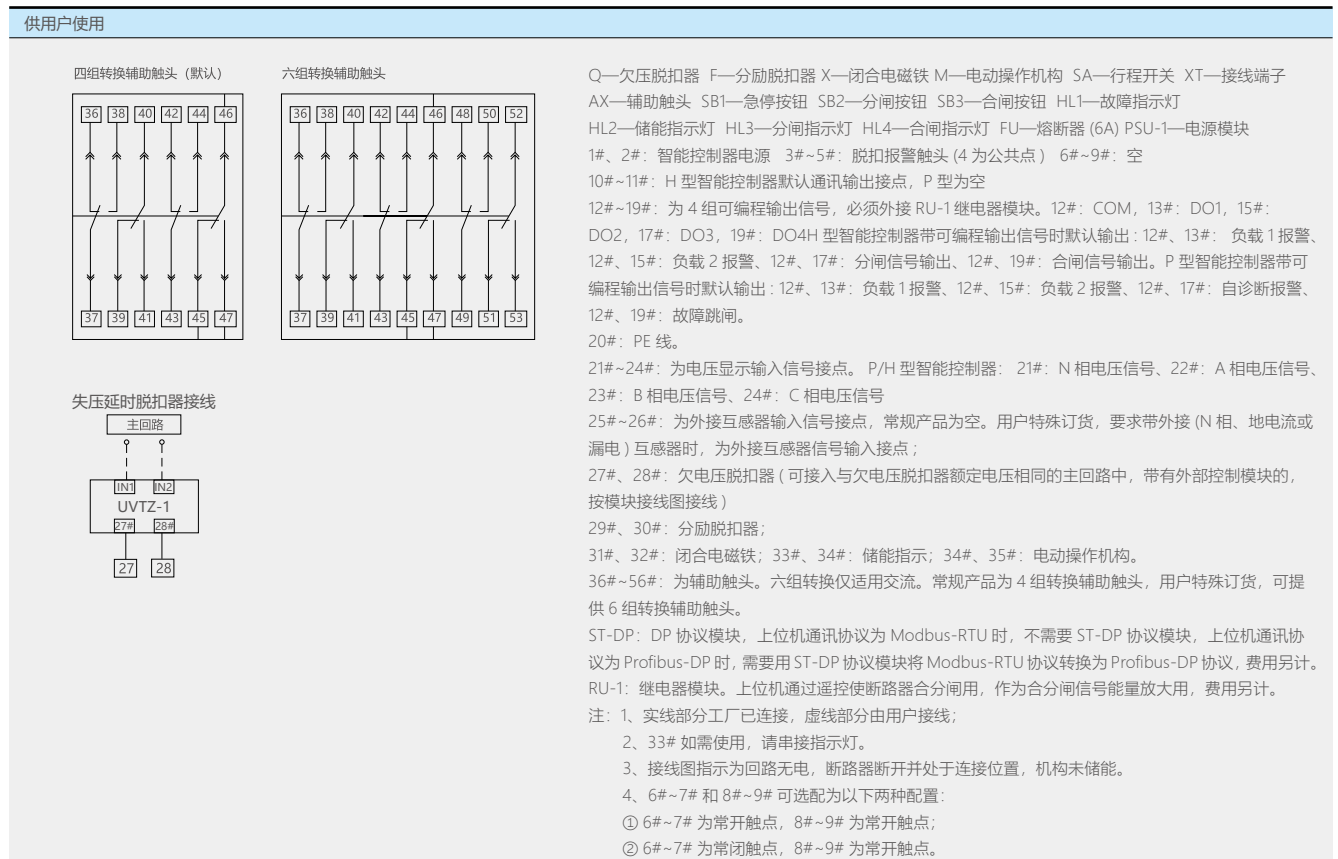 供用户使用
四组转换辅助触头（默认）
六组转换辅助触头
36 38 40 42 44 46
37 39 41 43 45 47
36 38 40 42 44 46 48 50 52
37 39 41 43 45 47 49 51 53
失压延时脱扣器接线
主回路
IN1 IN2
UVTZ-1
27# 28#
27 28
Q—欠压脱扣器 F—分励脱扣器 X—闭合电磁铁 M—电动操作机构 SA—行程开关 XT—接线端子
AX—辅助触头 SB1—急停按钮 SB2—分闸按钮 SB3—合闸按钮 HL1—故障指示灯
HL2—储能指示灯 HL3—分闸指示灯 HL4—合闸指示灯 FU—熔断器 (6A) PSU-1—电源模块
1#、2#：智能控制器电源 3#~5#：脱扣报警触头 (4 为公共点 ) 6#~9#：空
10#~11#：H 型智能控制器默认通讯输出接点，P 型为空
12#~19#：为 4 组可编程输出信号，必须外接 RU-1 继电器模块。12#：COM，13#：DO1，15#：
DO2，17#：DO3，19#：DO4H 型智能控制器带可编程输出信号时默认输出 : 12#、13#： 负载 1 报警、
12#、15#：负载 2 报警、12#、17#：分闸信号输出、12#、19#：合闸信号输出。P 型智能控制器带可
编程输出信号时默认输出 : 12#、13#：负载 1 报警、12#、15#：负载 2 报警、12#、17#：自诊断报警、
12#、19#：故障跳闸。
20#：PE 线。
21#~24#：为电压显示输入信号接点。 P/H 型智能控制器： 21#：N 相电压信号、22#：A 相电压信号、
23#：B 相电压信号、24#：C 相电压信号
25#~26#：为外接互感器输入信号接点，常规产品为空。用户特殊订货，要求带外接 (N 相、地电流或
漏电 ) 互感器时，为外接互感器信号输入接点 ;
27#、28#：欠电压脱扣器 ( 可接入与欠电压脱扣器额定电压相同的主回路中，带有外部控制模块的，
按模块接线图接线 )
29#、30#：分励脱扣器；
31#、32#：闭合电磁铁；33#、34#：储能指示；34#、35#：电动操作机构。
36#~56#：为辅助触头。六组转换仅适用交流。常规产品为 4 组转换辅助触头，用户特殊订货，可提
供 6 组转换辅助触头。
ST-DP：DP 协议模块，上位机通讯协议为 Modbus-RTU 时，不需要 ST-DP 协议模块，上位机通讯协
议为 Profibus-DP 时，需要用 ST-DP 协议模块将 Modbus-RTU 协议转换为 Profibus-DP 协议，费用另计。
RU-1：继电器模块。上位机通过遥控使断路器合分闸用，作为合分闸信号能量放大用，费用另计。
注：1、实线部分工厂已连接，虚线部分由用户接线；
2、33# 如需使用，请串接指示灯。
3、接线图指示为回路无电，断路器断开并处于连接位置，机构未储能。
4、6#~7# 和 8#~9# 可选配为以下两种配置：
① 6#~7# 为常开触点，8#~9# 为常开触点；
② 6#~7# 为常闭触点，8#~9# 为常开触点。